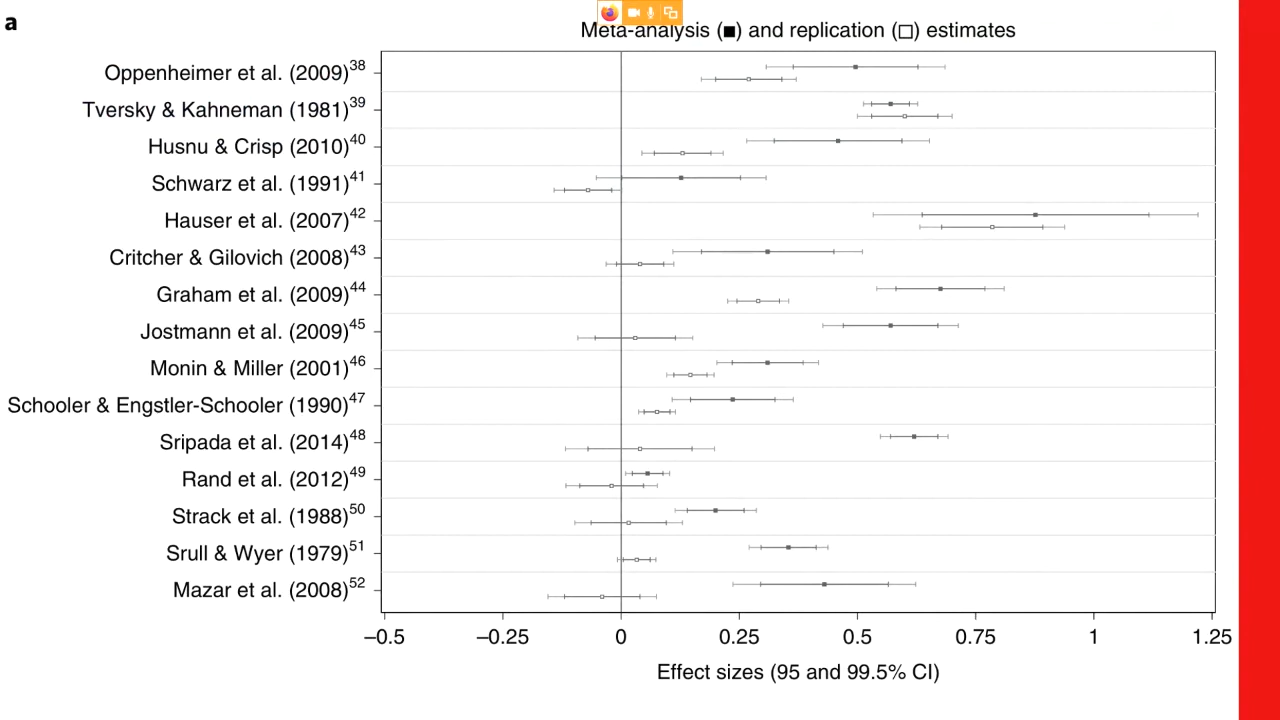 a
Meta-analysis (■) and replication (□) estimates
Oppenheimer et al. (2009)38
Tversky & Kahneman (1981)39
Husnu & Crisp (2010)40
Schwarz et al. (1991)41
Hauser et al. (2007)42
Critcher & Gilovich (2008)43
Graham et al. (2009)44
Jostmann et al. (2009)45
Monin & Miller (2001)46
Schooler & Engstler-Schooler (1990)47
Sripada et al. (2014)48
Rand et al. (2012)49
Strack et al. (1988)50
Srull & Wyer (1979)51
Mazar et al. (2008)52
−0.5 −0.25 0 0.25 0.5 0.75 1 1.25
Effect sizes (95 and 99.5% CI)